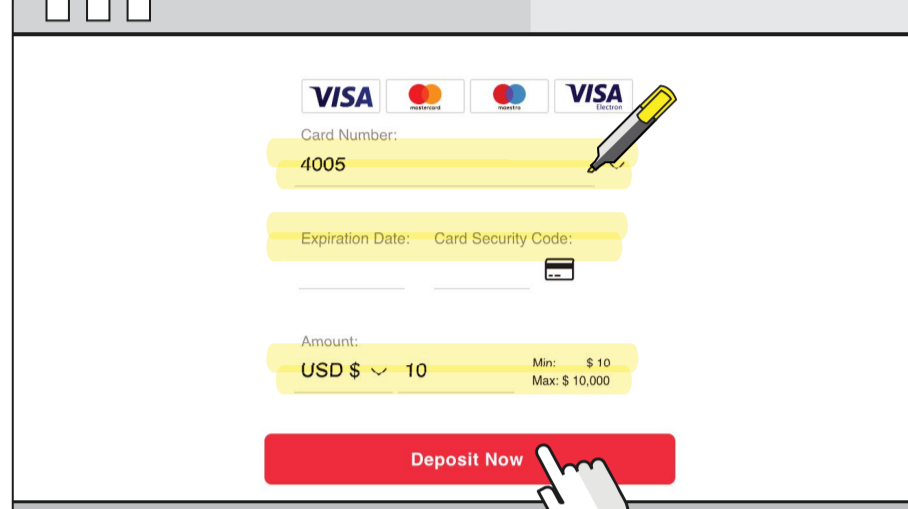 VISA mastercard maestro VISA Electron
Card Number:
4005
Expiration Date: Card Security Code:
Amount:
USD $ 10
Min: $ 10
Max: $ 10,000
Deposit Now